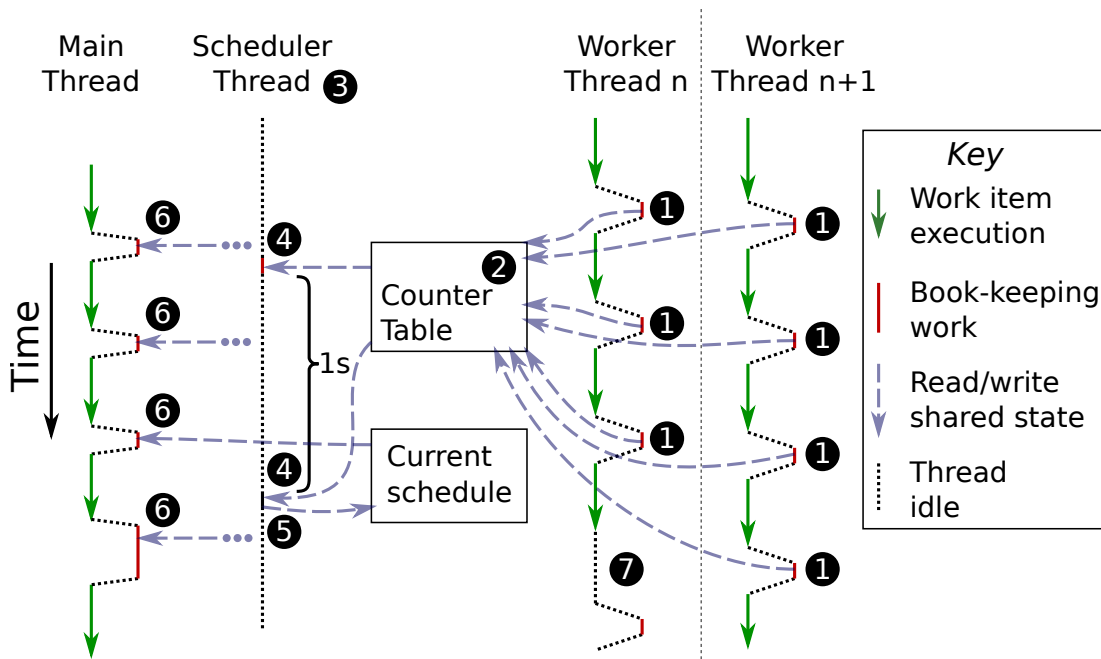 Main
Thread
Scheduler
Thread 3
Worker
Thread n
Worker
Thread n+1
Key
Work item
execution
Book-keeping
work
Read/write
shared state
Thread
idle
Time
6
6
6
6
4
1s
4
5
2
Counter
Table
Current
schedule
1
1
1
7
1
1
1
1